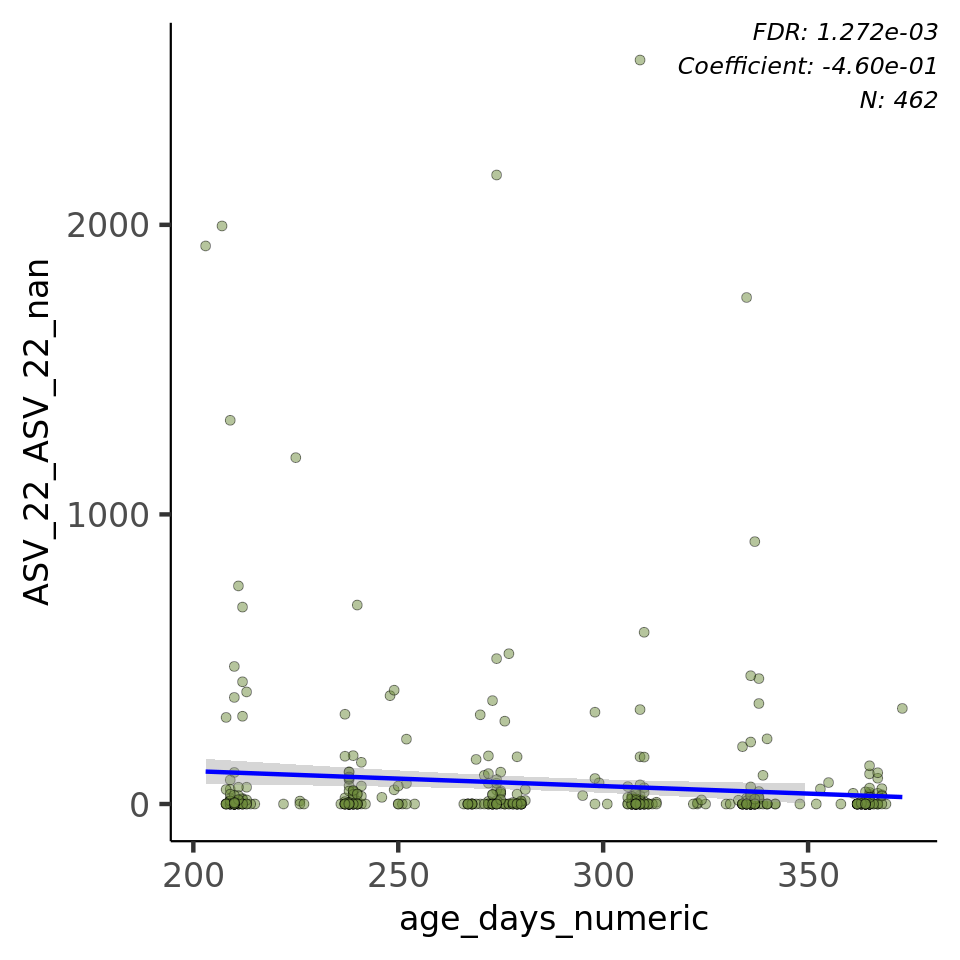 FDR: 1.272e-03
Coefficient: -4.60e-01
N: 462
ASV_22_ASV_22_nan
2000
1000
0
200 250 300 350
age_days_numeric